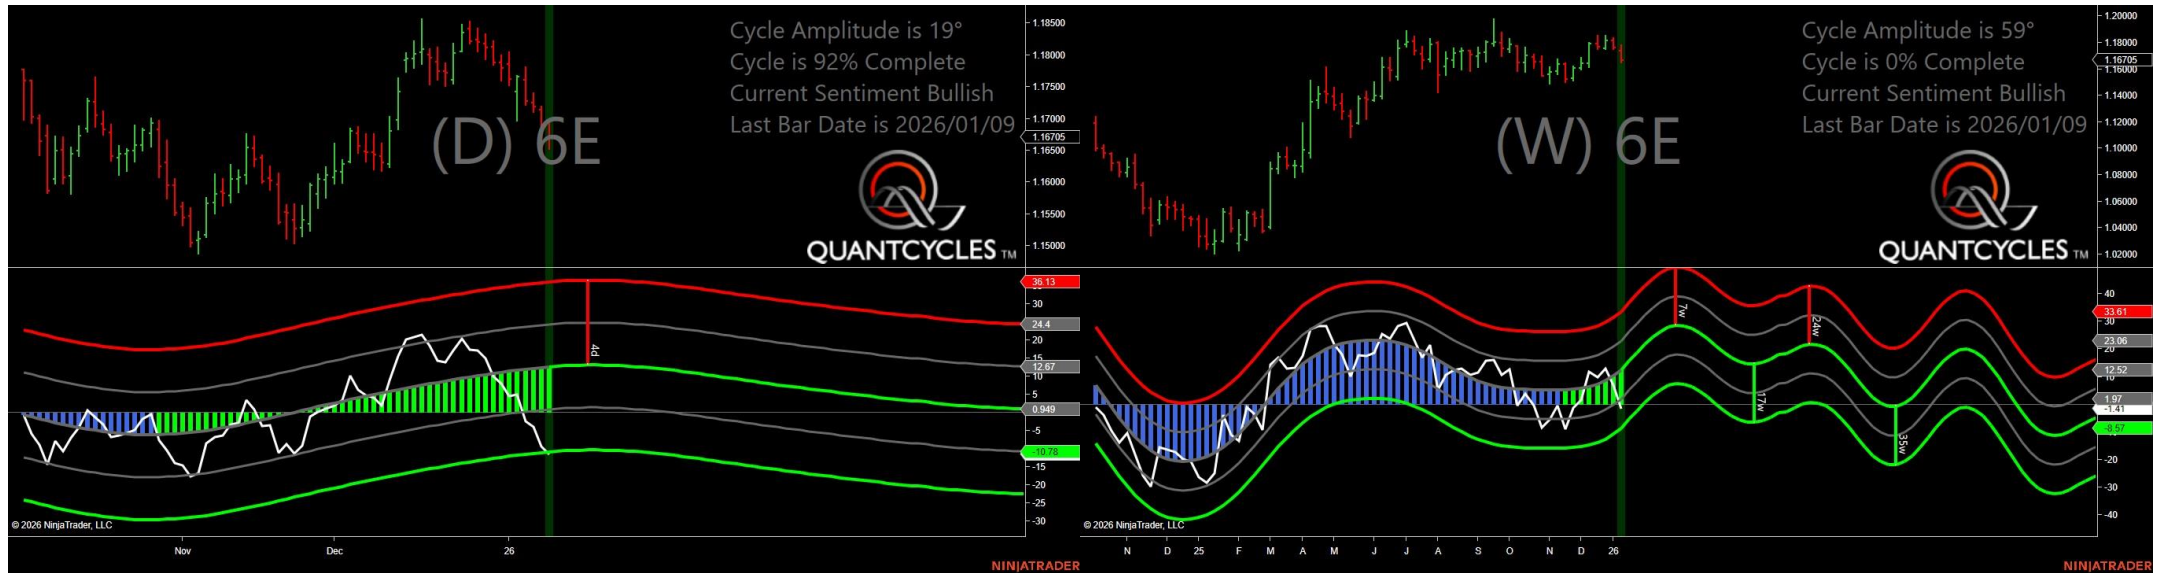 Cycle Amplitude is 19°
Cycle is 92% Complete
Current Sentiment Bullish
Last Bar Date is 2026/01/09
(D) 6E
QUANTCYCLES TM
1.18500
1.18000
1.17500
1.17000
1.16705
1.16500
1.16000
1.15500
1.15000
36.13
30
24.4
20
15
12.67
10
5
0.949
-5
-10.78
-15
-20
-25
-30
4d
© 2026 NinjaTrader, LLC
Nov Dec 26
NINJATRADER
Cycle Amplitude is 59°
Cycle is 0% Complete
Current Sentiment Bullish
Last Bar Date is 2026/01/09
(W) 6E
QUANTCYCLES TM
1.20000
1.18000
1.16705
1.16000
1.14000
1.12000
1.10000
1.08000
1.06000
1.04000
1.02000
40
33.61
30
23.06
20
12.52
10
1.97
-1.41
-8.57
-20
-30
-40
7w
24w
17w
35w
© 2026 NinjaTrader, LLC
N D 25 F M A M J J A S O N D 26
NINJATRADER